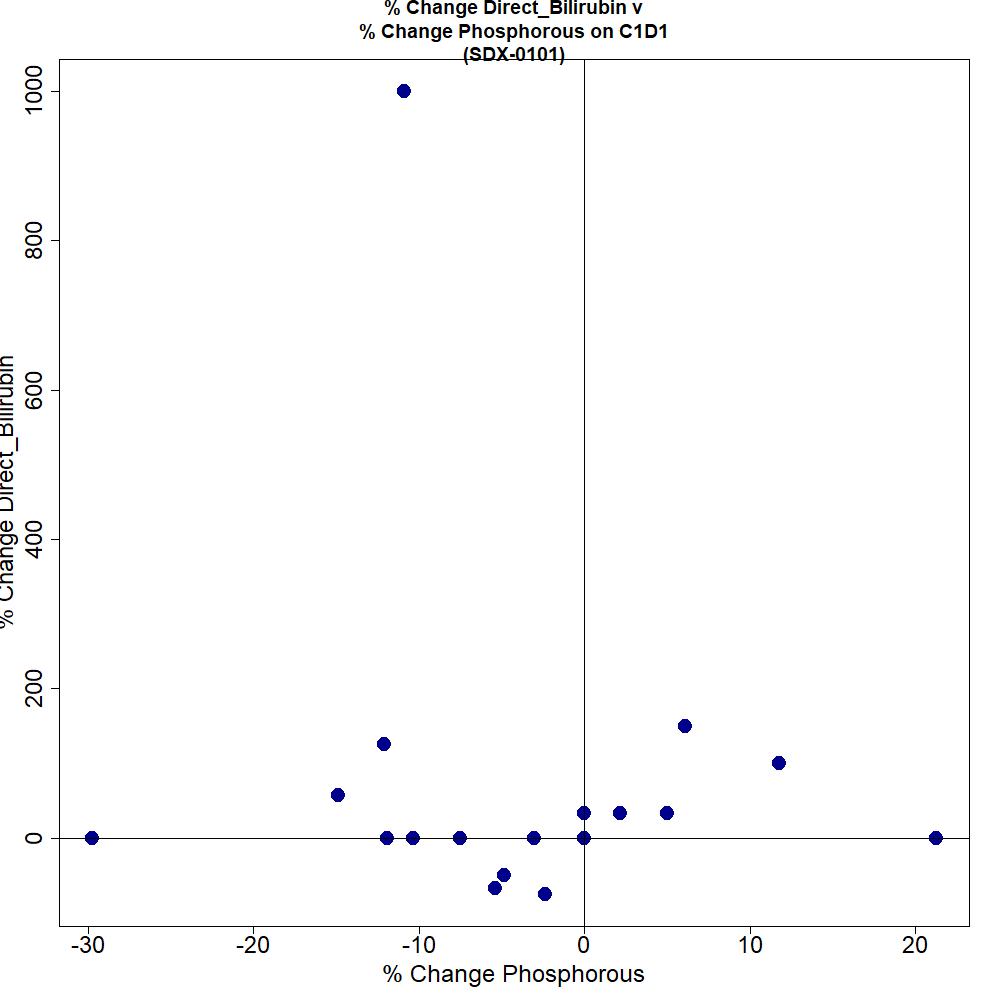 % Change Direct_Bilirubin v
% Change Phosphorous on C1D1
(SDX-0101)
% Change Direct_Bilirubin
1000
800
600
400
200
0
-30
-20
-10
0
10
20
% Change Phosphorous